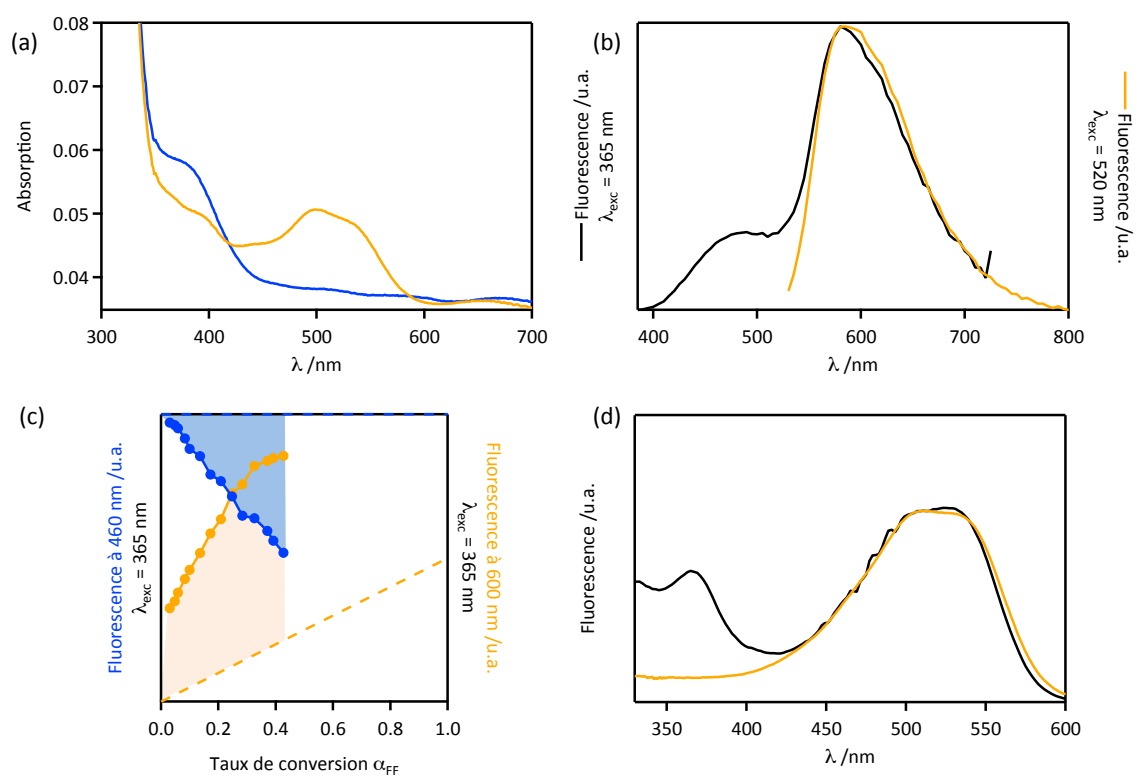 (a)
Absorption
0.08
0.07
0.06
0.05
0.04
300
400
500
600
700
λ /nm
(b)
Fluorescence /u.a.
λexc = 365 nm
Fluorescence /u.a.
λexc = 520 nm
400
500
600
700
800
λ /nm
(c)
Fluorescence à 460 nm /u.a.
λexc = 365 nm
λexc = 365 nm
Fluorescence à 600 nm /u.a.
0.0
0.2
0.4
0.6
0.8
1.0
Taux de conversion αFF
(d)
Fluorescence /u.a.
350
400
450
500
550
600
λ /nm